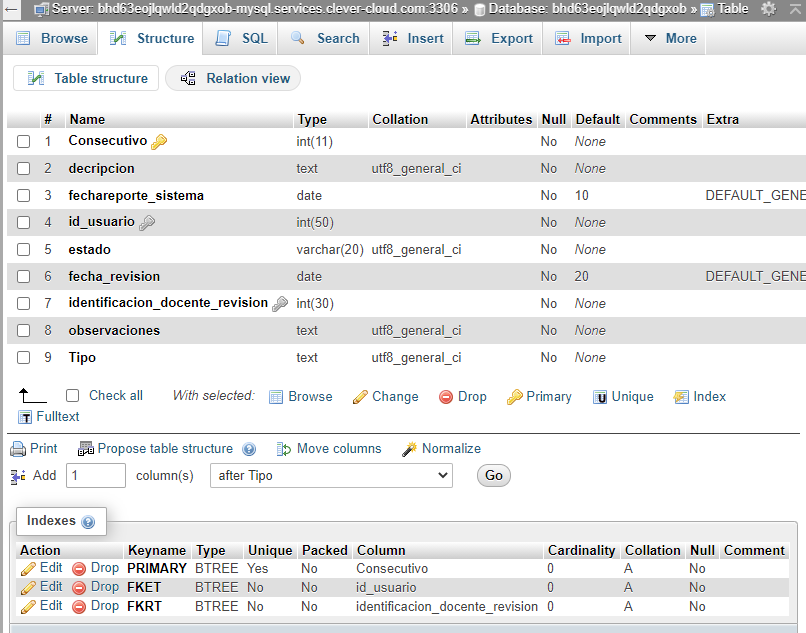 Server: bhd63eojlqwld2qdgxob-mysql.services.clever-cloud.com:3306 » Database: bhd63eojlqwld2qdgxob » Table
Browse Structure SQL Search Insert Export Import More
Table structure Relation view
# Name Type Collation Attributes Null Default Comments Extra
1 Consecutivo int(11) No None
2 decripcion text utf8_general_ci No None
3 fechareporte_sistema date No 10 DEFAULT_GENE
4 id_usuario int(50) No None
5 estado varchar(20) utf8_general_ci No None
6 fecha_revision date No 20 DEFAULT_GENE
7 identificacion_docente_revision int(30) No None
8 observaciones text utf8_general_ci No None
9 Tipo text utf8_general_ci No None
Check all With selected: Browse Change Drop Primary Unique Index
Fulltext
Print Propose table structure Move columns Normalize
Add 1 column(s) after Tipo Go
Indexes
Action Keyname Type Unique Packed Column Cardinality Collation Null Comment
Edit Drop PRIMARY BTREE Yes No Consecutivo 0 A No
Edit Drop FKET BTREE No No id_usuario 0 A No
Edit Drop FKRT BTREE No No identificacion_docente_revision 0 A No